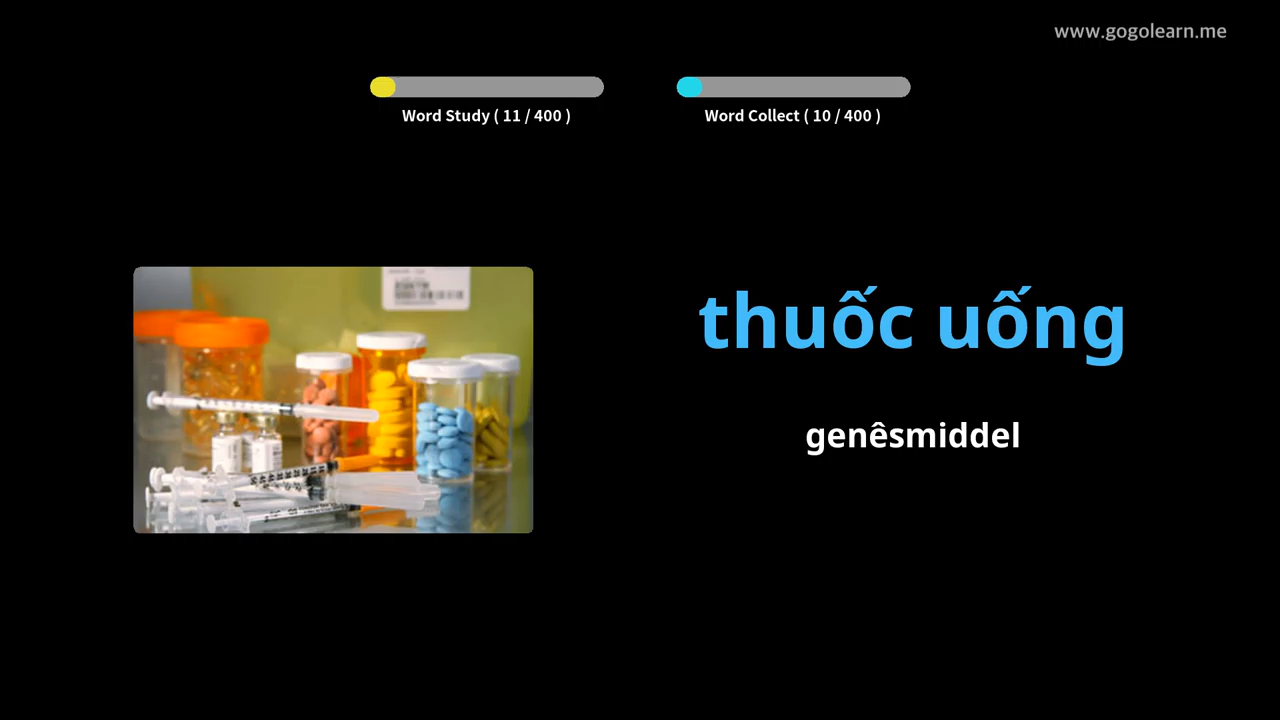 www.gogolearn.me
Word Study ( 11 / 400 )
Word Collect ( 10 / 400 )
thuốc uống
genêsmiddel